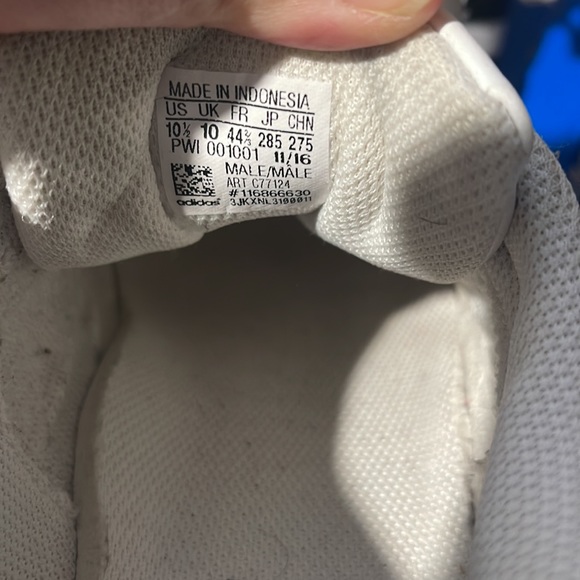 MADE IN INDONESIA
US UK FR JP CHN
10½ 10 44⅔ 285 275
PWI 001001 11/16
MALE/MÂLE
ART C77124
#116866630
adidas 3JKXNL3100011